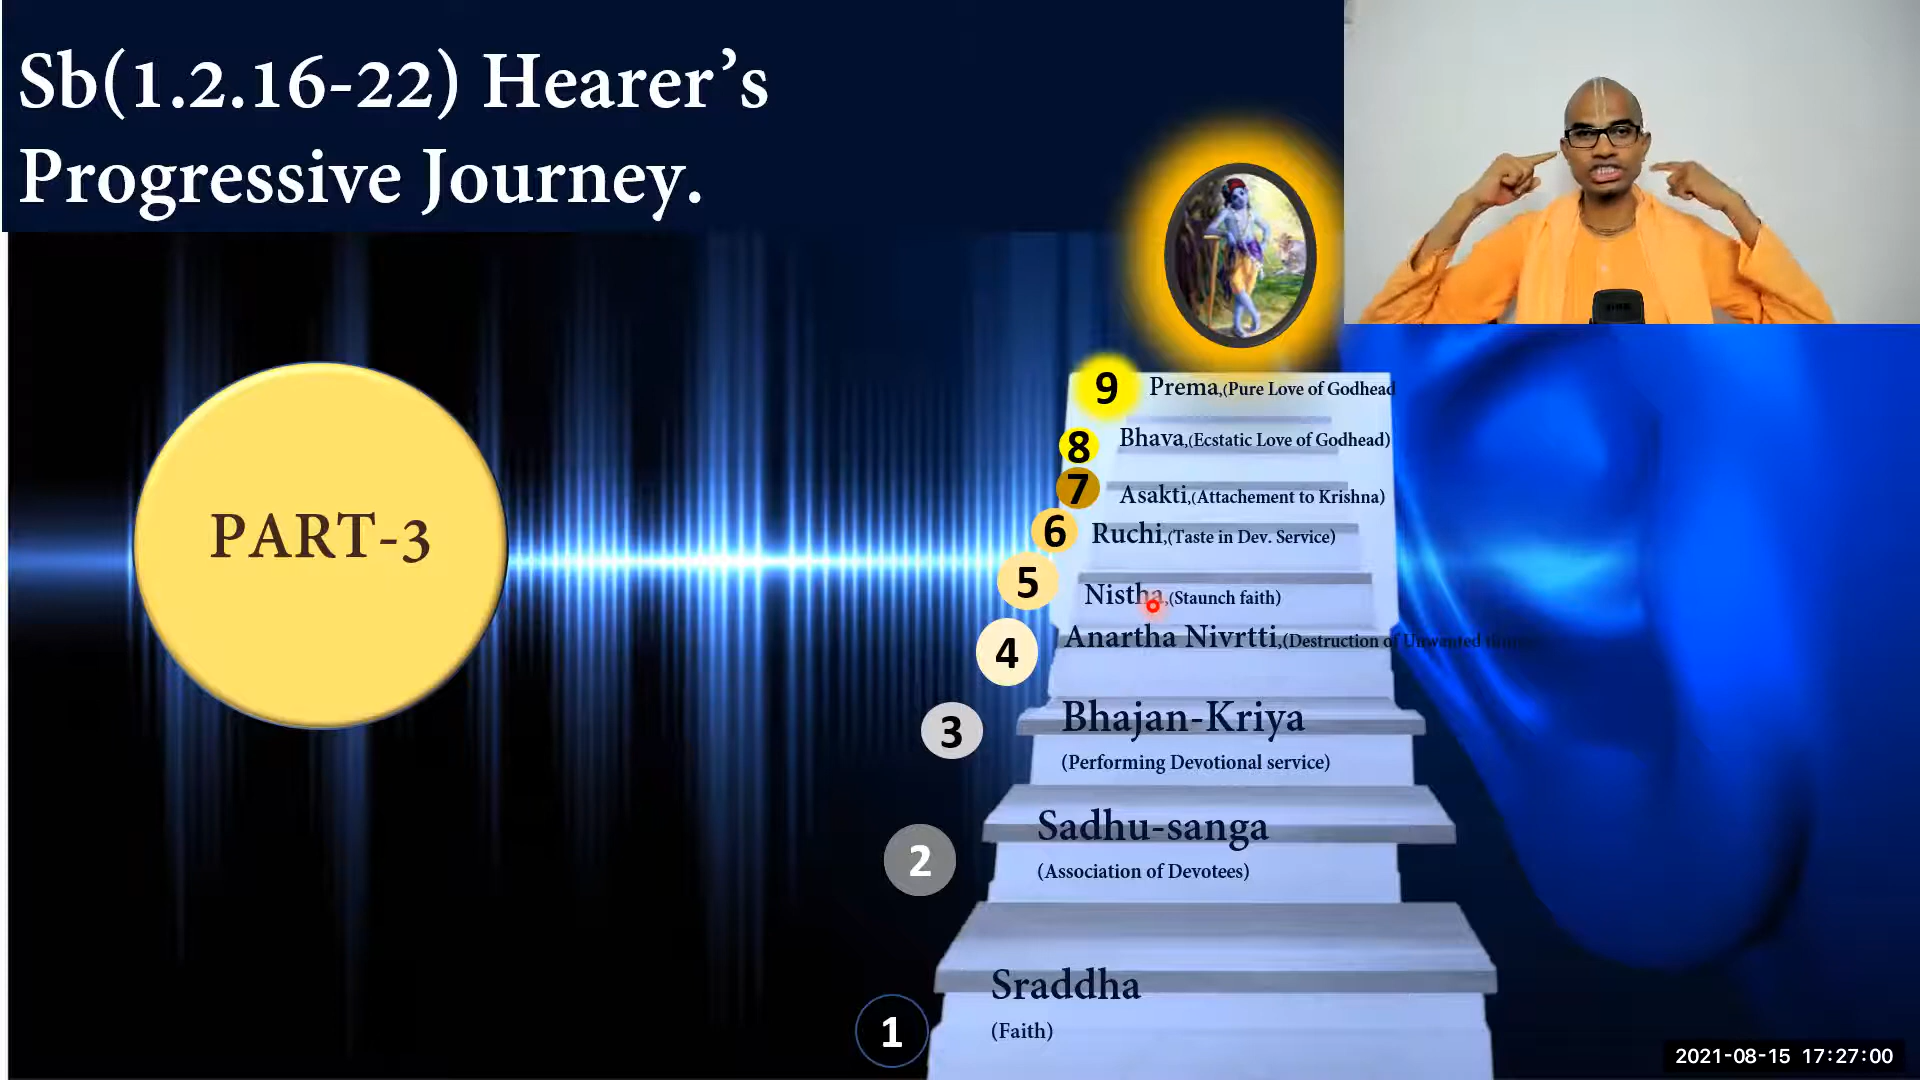 Sb(1.2.16-22) Hearer’s
Progressive Journey.
PART-3
9 Prema,(Pure Love of Godhead
8 Bhava,(Ecstatic Love of Godhead)
7 Asakti,(Attachement to Krishna)
6 Ruchi,(Taste in Dev. Service)
5 Nistha,(Staunch faith)
4 Anartha Nivrtti,(Destruction of Unwanted
3 Bhajan-Kriya
(Performing Devotional service)
2 Sadhu-sanga
(Association of Devotees)
Sraddha
1 (Faith)
2021-08-15 17:27:00